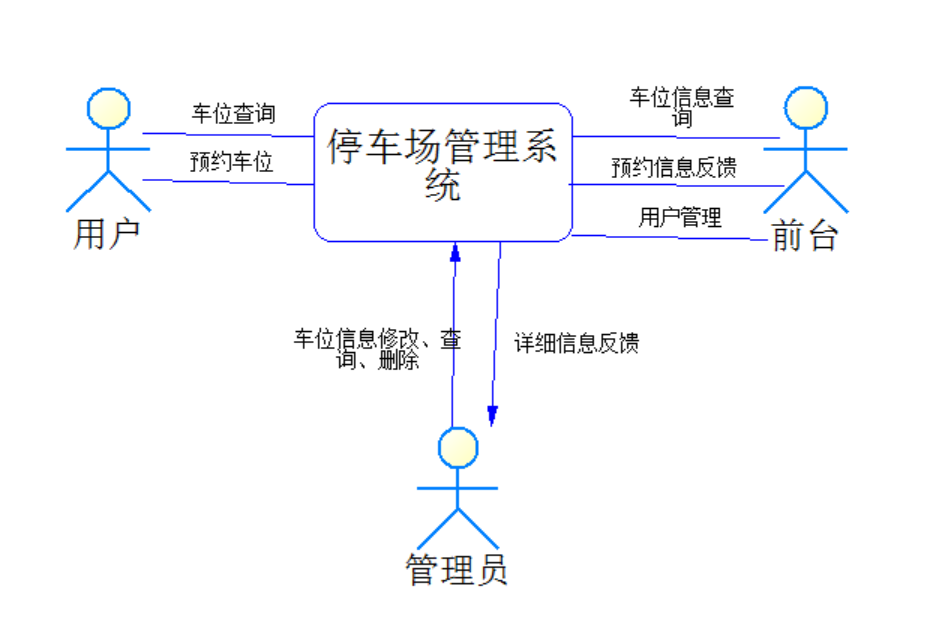 车位查询
预约车位
用户
停车场管理系
统
车位信息查
询
预约信息反馈
用户管理
前台
车位信息修改、查
询、删除
详细信息反馈
管理员